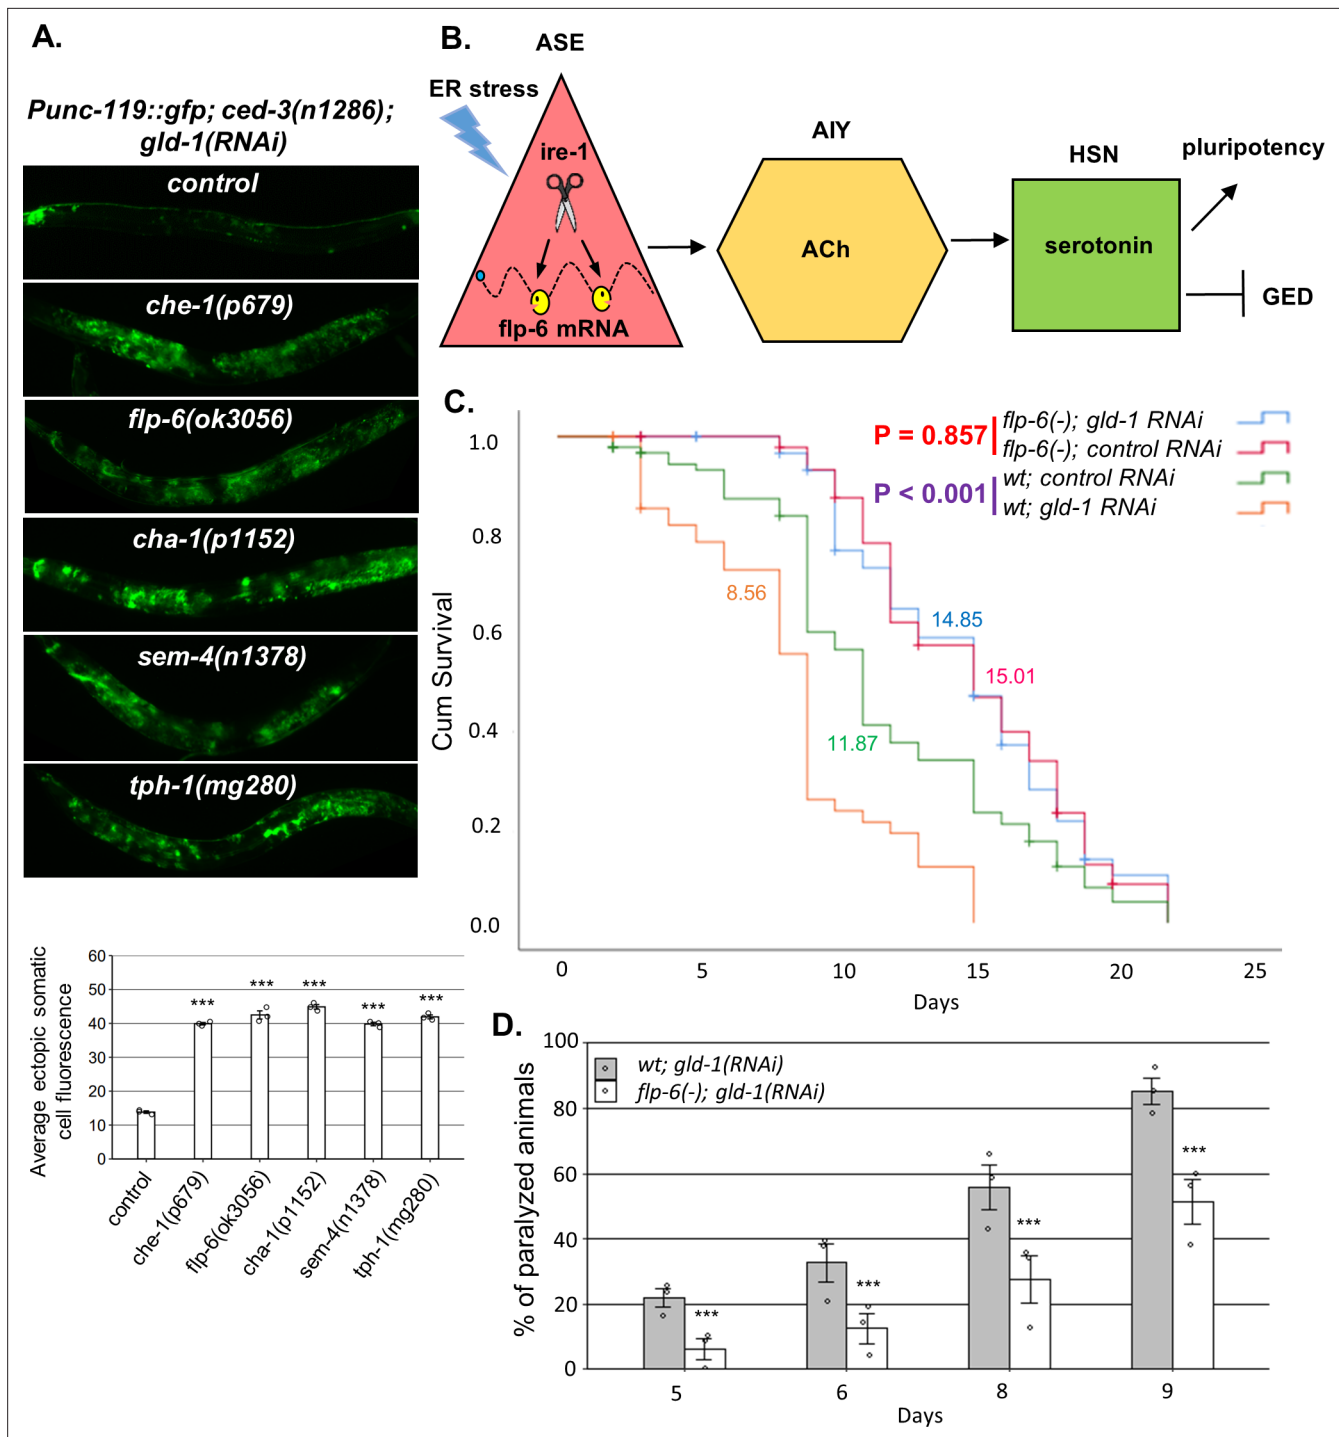 A.
Punc-119::gfp; ced-3(n1286);
gld-1(RNAi)
control
che-1(p679)
flp-6(ok3056)
cha-1(p1152)
sem-4(n1378)
tph-1(mg280)
Average ectopic somatic
cell fluorescence
60
50
40
30
20
10
0
***
***
***
***
***
control
che-1(p679)
flp-6(ok3056)
cha-1(p1152)
sem-4(n1378)
tph-1(mg280)
B.
ASE
ER stress
ire-1
flp-6 mRNA
AIY
ACh
HSN
serotonin
pluripotency
GED
C.
Cum Survival
1.0
0.8
0.6
0.4
0.2
0.0
P = 0.857
flp-6(-); gld-1 RNAi
flp-6(-); control RNAi
P < 0.001
wt; control RNAi
wt; gld-1 RNAi
8.56
14.85
15.01
11.87
0 5 10 15 20 25
Days
D.
% of paralyzed animals
100
80
60
40
20
0
wt; gld-1(RNAi)
flp-6(-); gld-1(RNAi)
***
***
***
***
5 6 8 9
Days